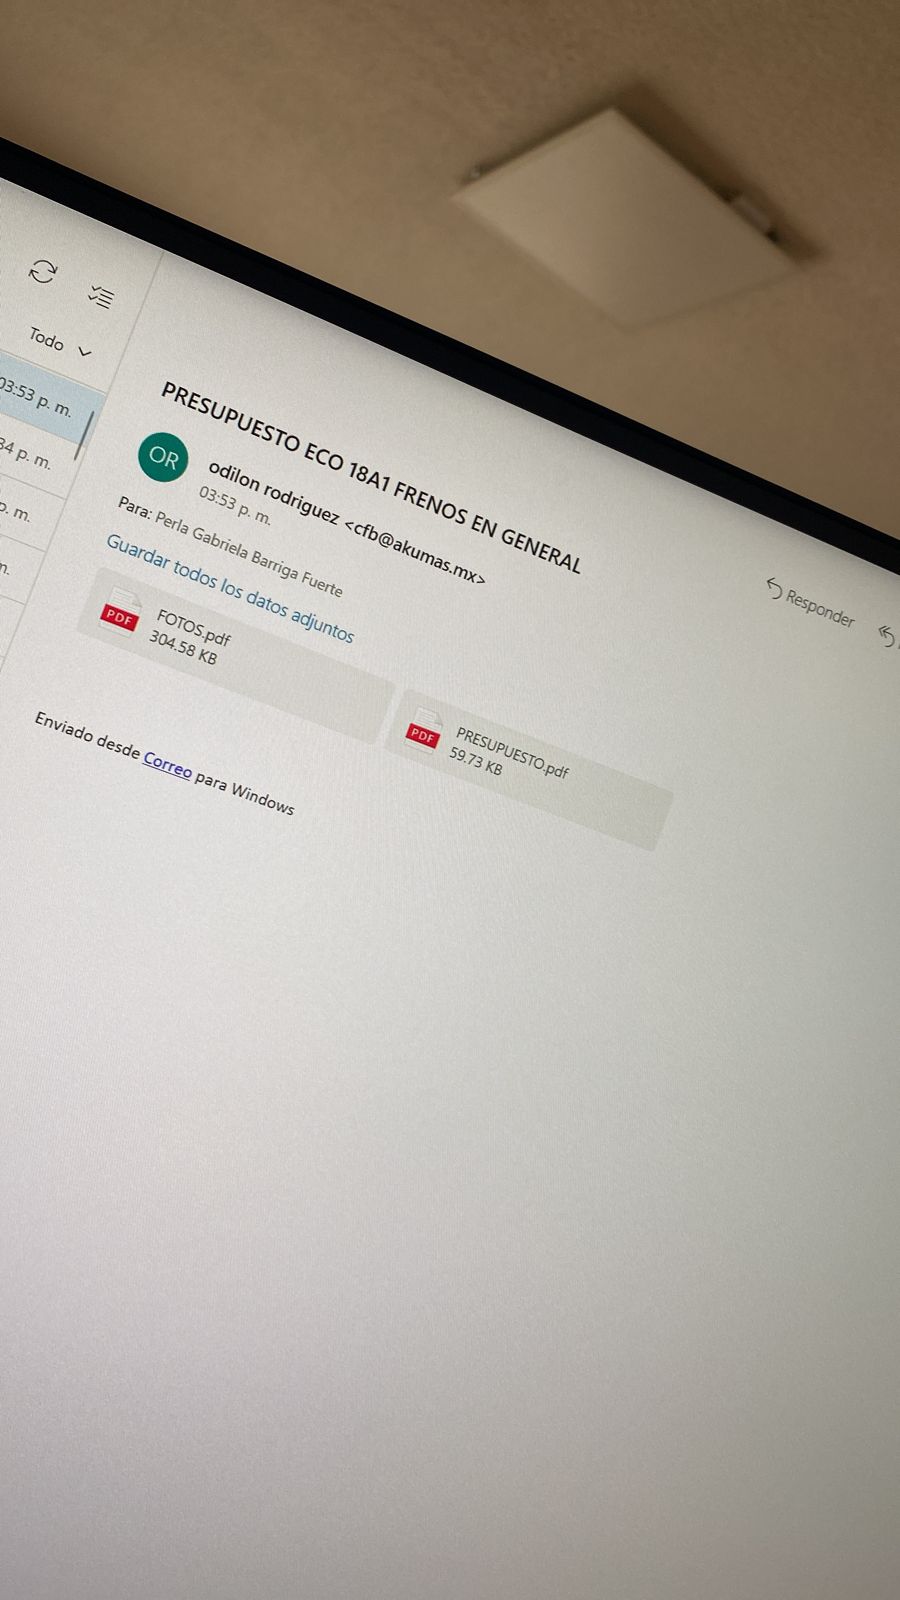 Todo
03:53 p. m.
34 p. m.
p. m.
m.
PRESUPUESTO ECO 18A1 FRENOS EN GENERAL
OR
odilon rodriguez <cfb@akumas.mx>
03:53 p. m.
Para: Perla Gabriela Barriga Fuerte
Guardar todos los datos adjuntos
PDF
FOTOS.pdf
304.58 KB
PDF
PRESUPUESTO.pdf
59.73 KB
Enviado desde Correo para Windows
Responder